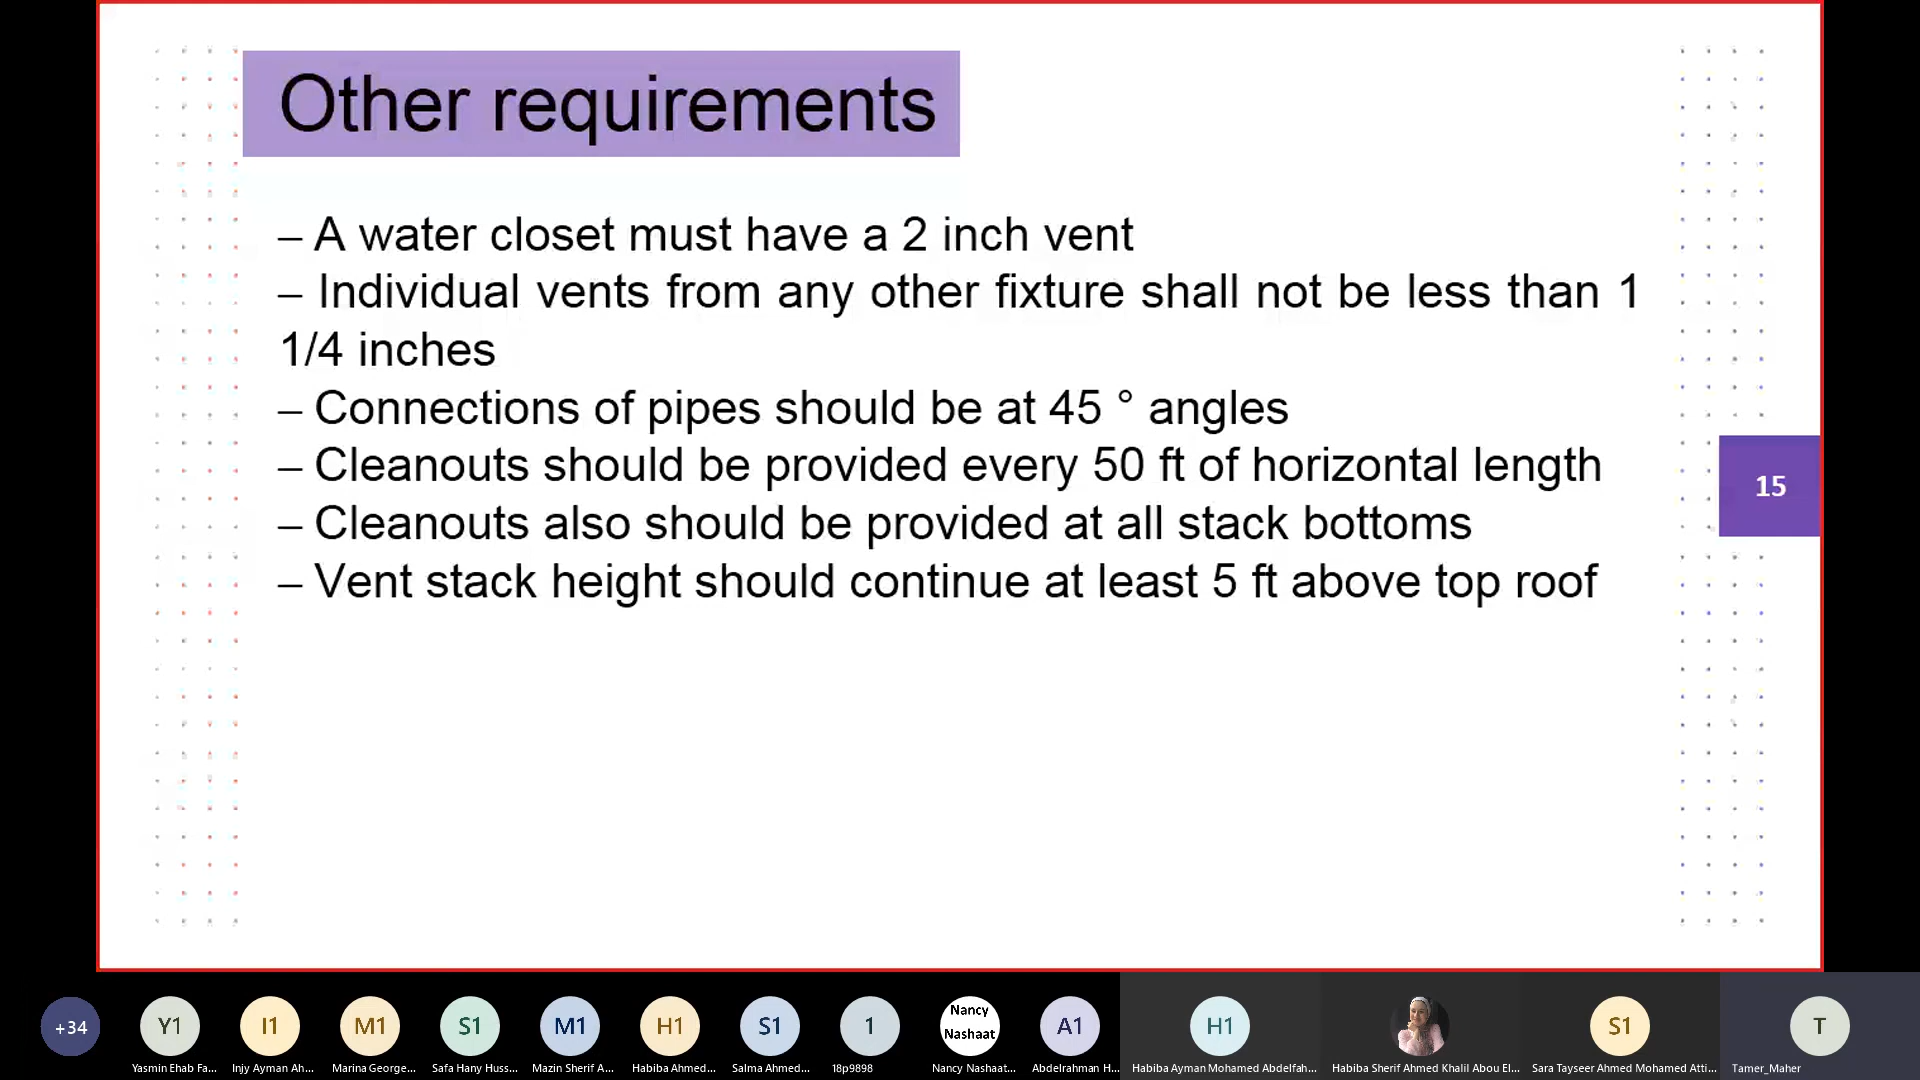 Other requirements
– A water closet must have a 2 inch vent
– Individual vents from any other fixture shall not be less than 1
1/4 inches
– Connections of pipes should be at 45 ° angles
– Cleanouts should be provided every 50 ft of horizontal length
– Cleanouts also should be provided at all stack bottoms
– Vent stack height should continue at least 5 ft above top roof
15
+34
Y1
I1
M1
S1
M1
H1
S1
1
Nancy
Nashaat
A1
H1
S1
T
Yasmin Ehab Fa...
Injy Ayman Ah...
Marina George...
Safa Hany Huss...
Mazin Sherif A...
Habiba Ahmed...
Salma Ahmed...
18p9898
Nancy Nashaat...
Abdelrahman H...
Habiba Ayman Mohamed Abdelfah...
Habiba Sherif Ahmed Khalil Abou El...
Sara Tayseer Ahmed Mohamed Atti...
Tamer_Maher